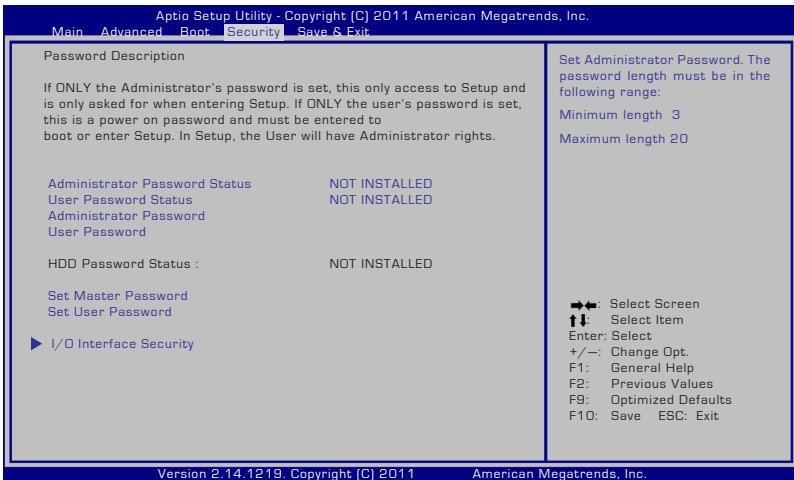 Aptio Setup Utility - Copyright (C) 2011 American Megatrends, Inc.
Main Advanced Boot Security Save & Exit
Password Description
If ONLY the Administrator's password is set, this only access to Setup and
is only asked for when entering Setup. If ONLY the user's password is set,
this is a power on password and must be entered to
boot or enter Setup. In Setup, the User will have Administrator rights.
Administrator Password Status NOT INSTALLED
User Password Status NOT INSTALLED
Administrator Password
User Password
HDD Password Status : NOT INSTALLED
Set Master Password
Set User Password
I/O Interface Security
Set Administrator Password. The
password length must be in the
following range:
Minimum length 3
Maximum length 20
→←: Select Screen
↑↓: Select Item
Enter: Select
+/—: Change Opt.
F1: General Help
F2: Previous Values
F9: Optimized Defaults
F10: Save ESC: Exit
Version 2.14.1219. Copyright (C) 2011 American Megatrends, Inc.